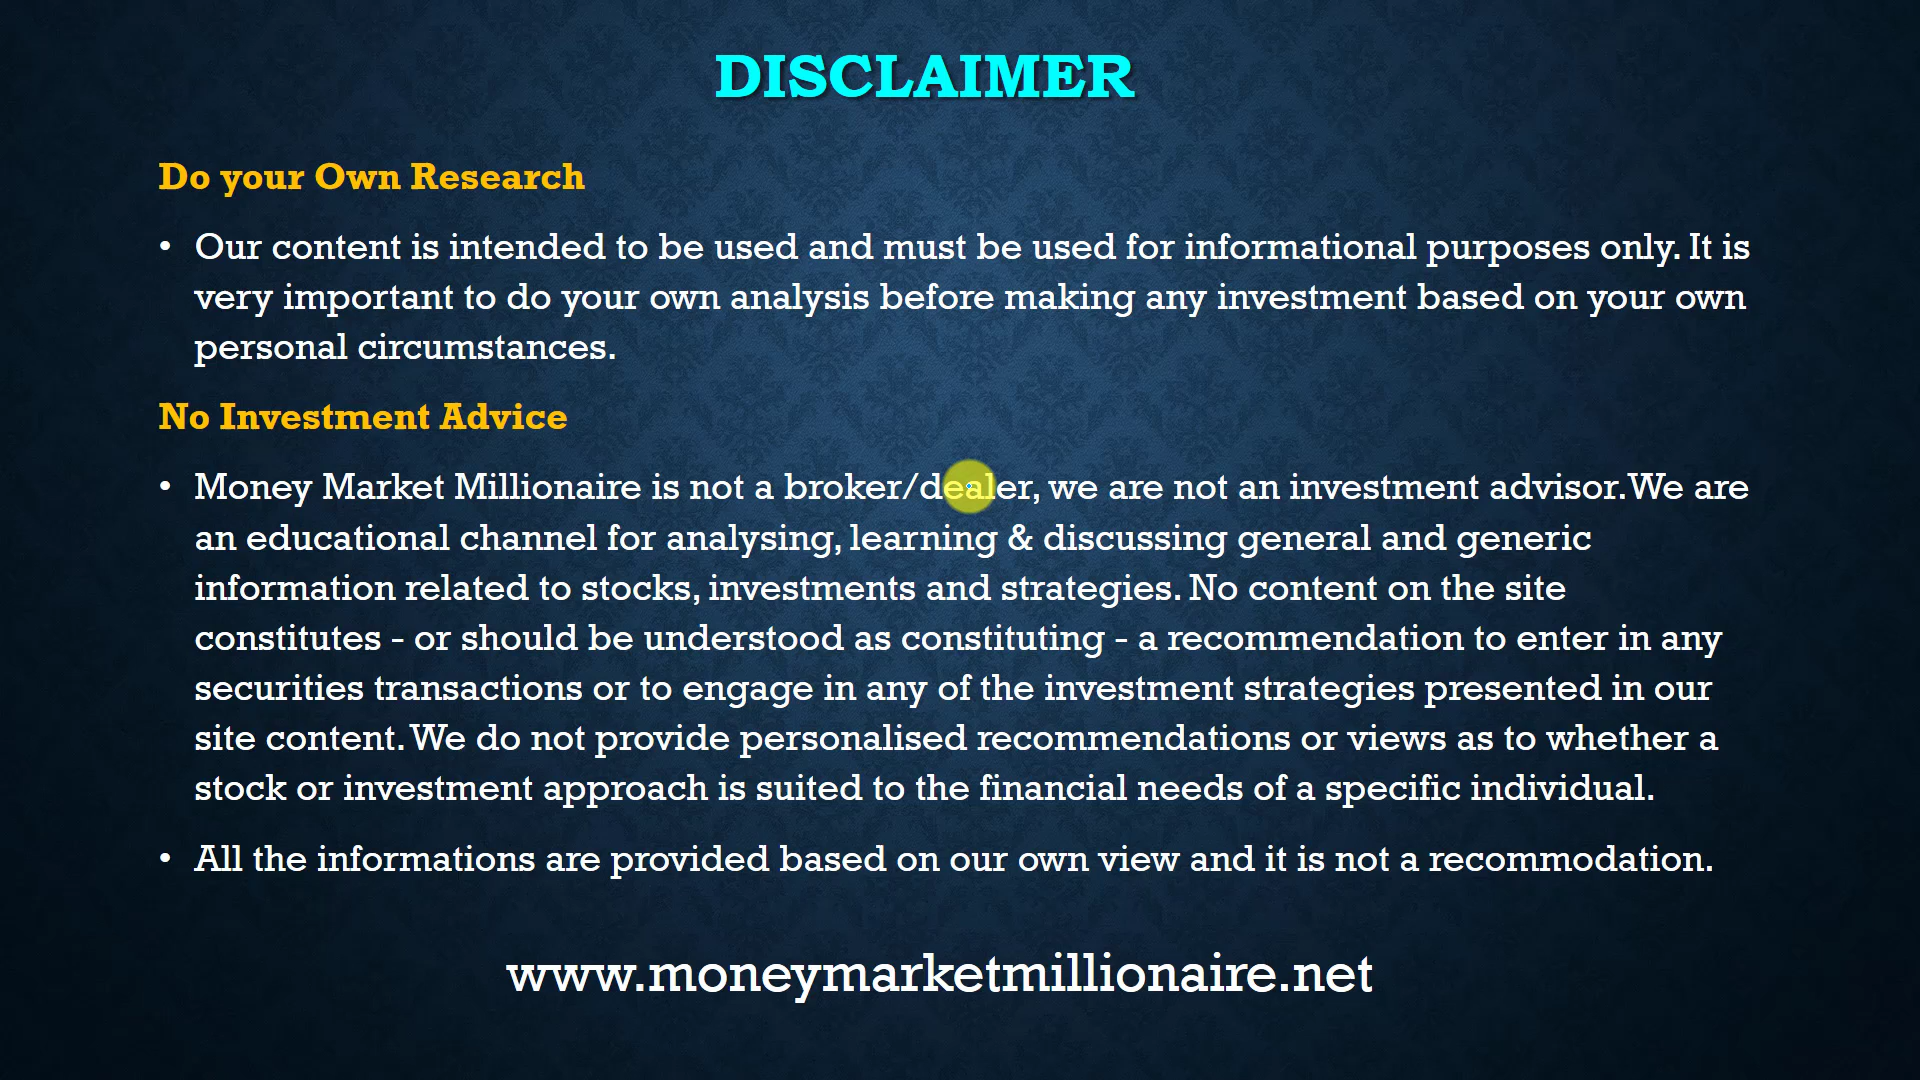 DISCLAIMER
Do your Own Research
• Our content is intended to be used and must be used for informational purposes only. It is
very important to do your own analysis before making any investment based on your own
personal circumstances.
No Investment Advice
• Money Market Millionaire is not a broker/dealer, we are not an investment advisor. We are
an educational channel for analysing, learning & discussing general and generic
information related to stocks, investments and strategies. No content on the site
constitutes - or should be understood as constituting - a recommendation to enter in any
securities transactions or to engage in any of the investment strategies presented in our
site content. We do not provide personalised recommendations or views as to whether a
stock or investment approach is suited to the financial needs of a specific individual.
• All the informations are provided based on our own view and it is not a recommodation.
www.moneymarketmillionaire.net